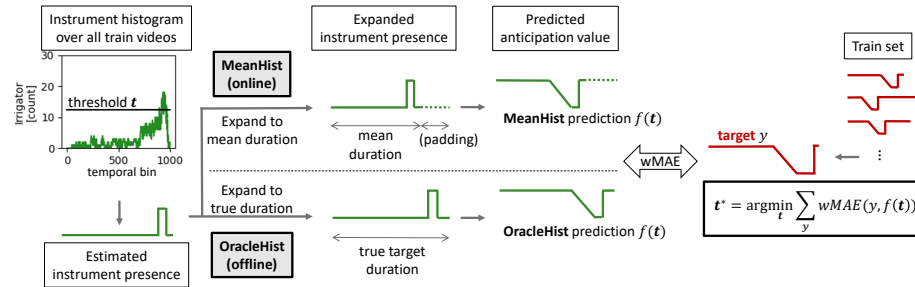 Instrument histogram
over all train videos
30
20
10
0
Irrigator
[count]
threshold t
0
500
1000
temporal bin
Estimated
instrument presence
MeanHist
(online)
Expand to
mean duration
Expand to
true duration
OracleHist
(offline)
Expanded
instrument presence
mean
duration
(padding)
true target
duration
Predicted
anticipation value
MeanHist prediction f(t)
OracleHist prediction f(t)
wMAE
Train set
target y
⋮
t* = argmin Σ wMAE(y, f(t))
t y